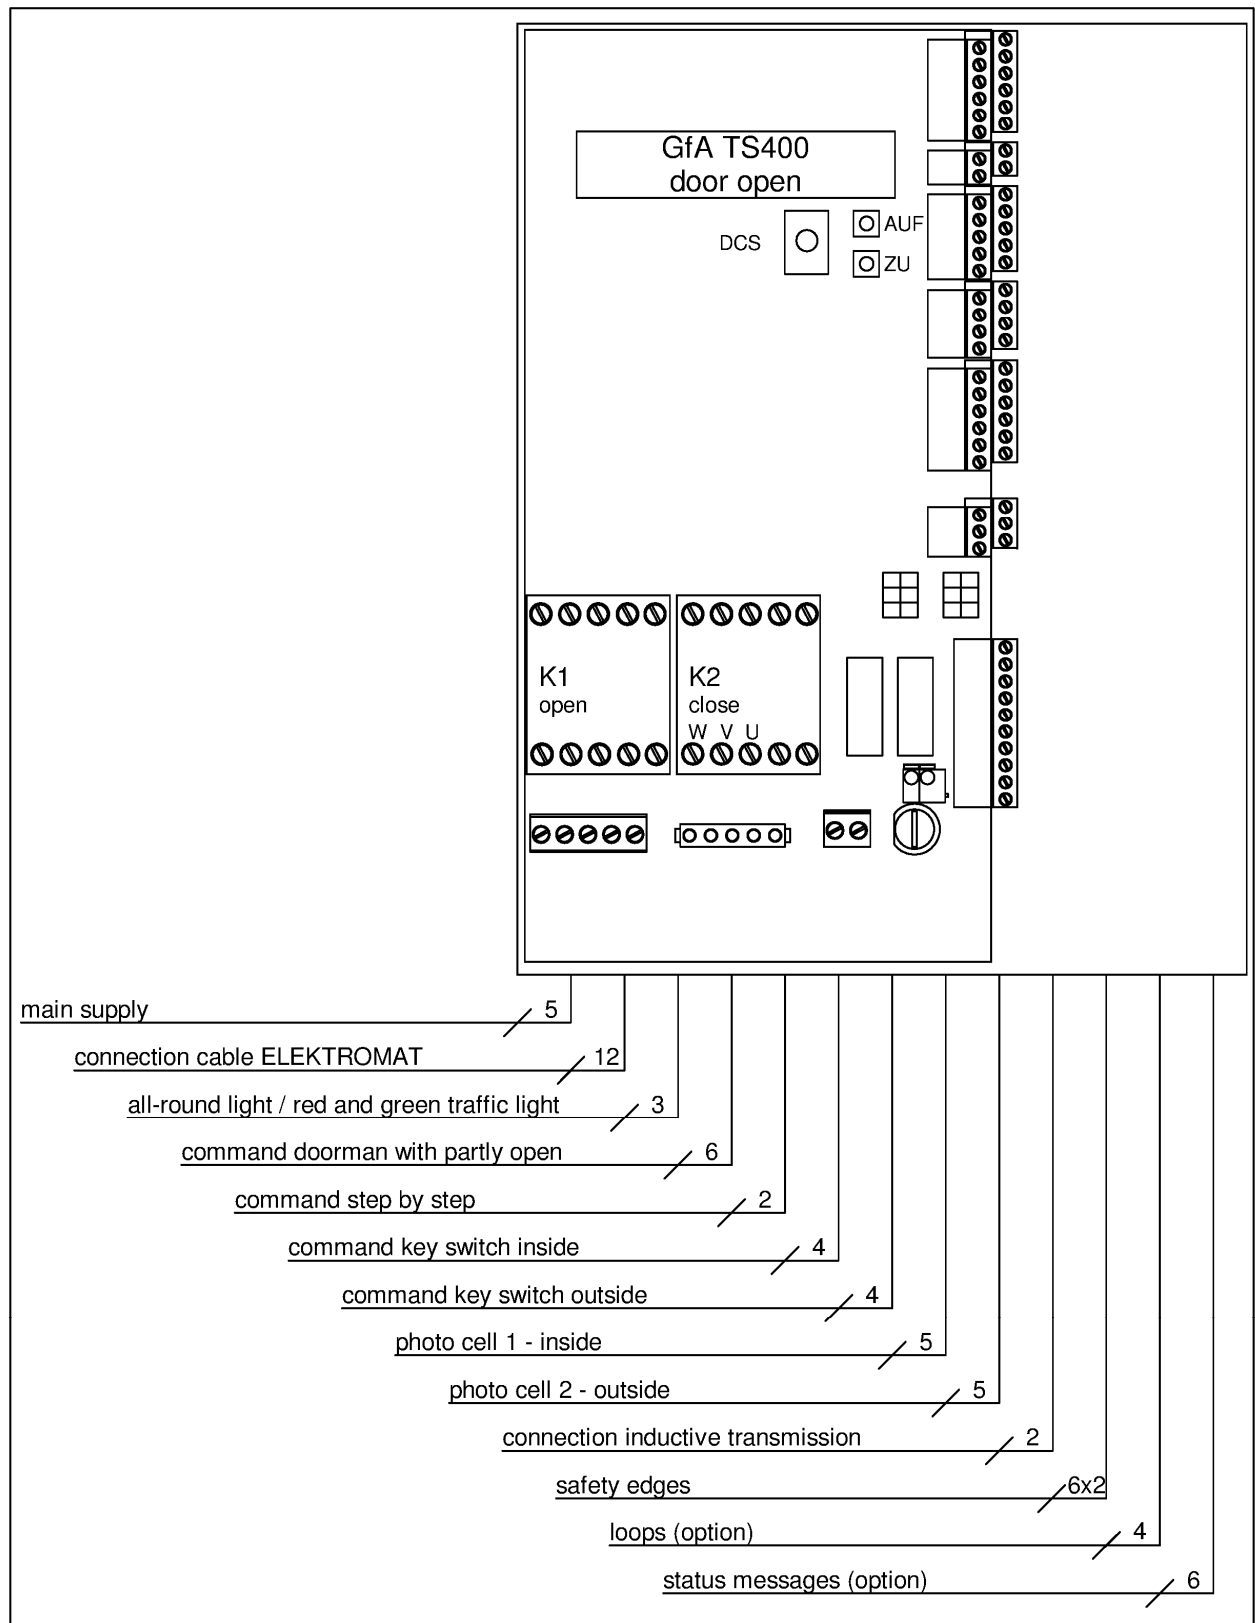 GfA TS400
door open
DCS
AUF
ZU
K1
open
K2
close
W V U
main supply 5
connection cable ELEKTROMAT 12
all-round light / red and green traffic light 3
command doorman with partly open 6
command step by step 2
command key switch inside 4
command key switch outside 4
photo cell 1 - inside 5
photo cell 2 - outside 5
connection inductive transmission 2
safety edges 6x2
loops (option) 4
status messages (option) 6